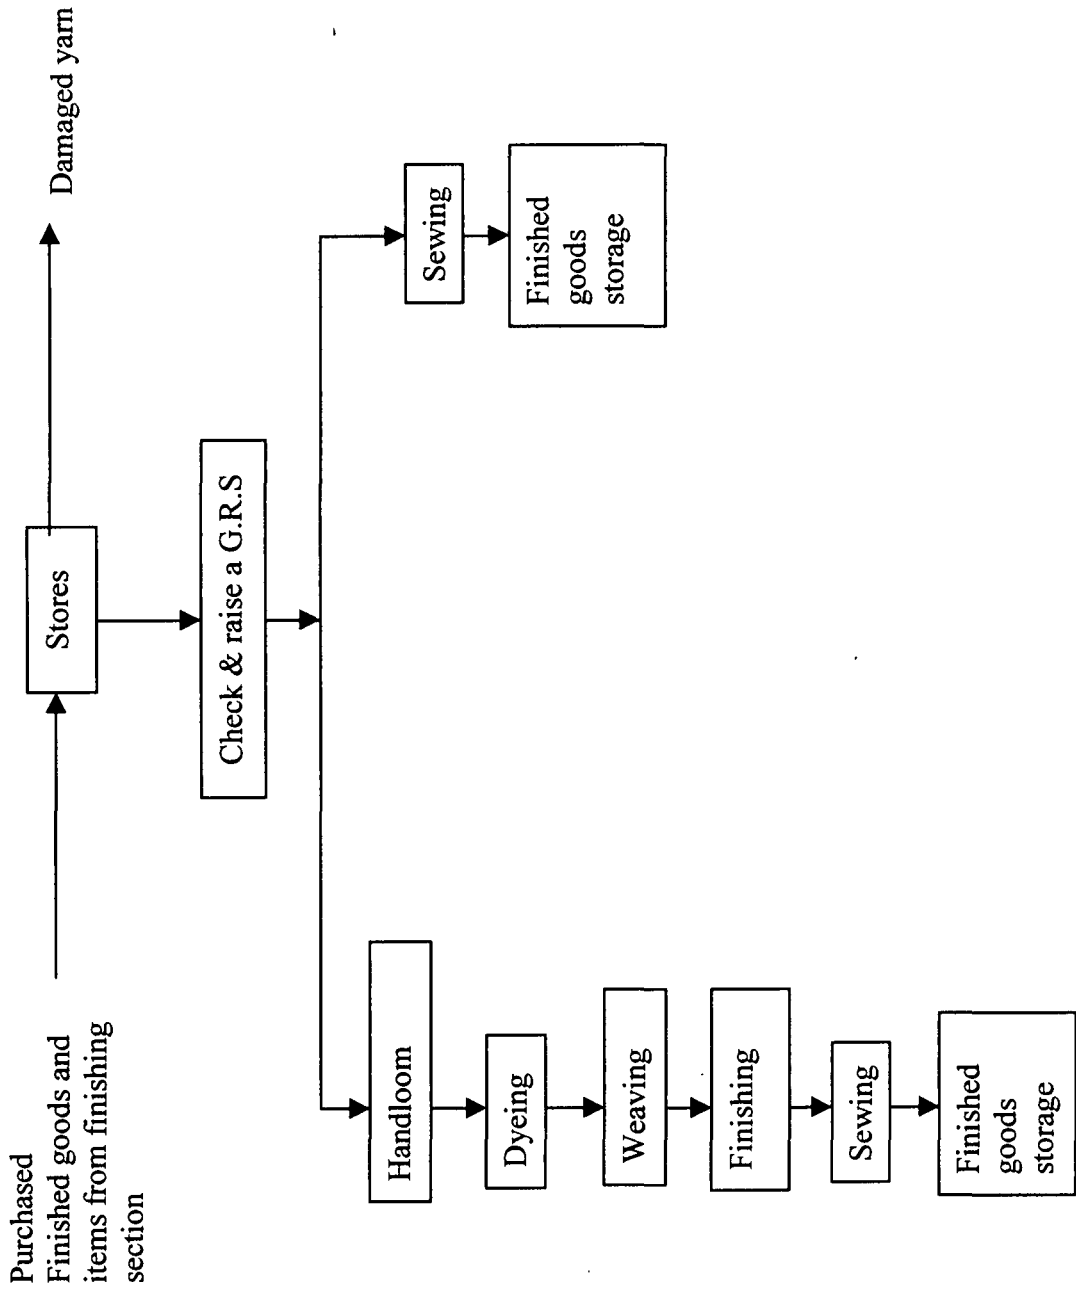 Purchased
Finished goods and
items from finishing
section
Stores
Damaged yarn
Check & raise a G.R.S
Handloom
Dyeing
Weaving
Finishing
Sewing
Finished
goods
storage
Sewing
Finished
goods
storage